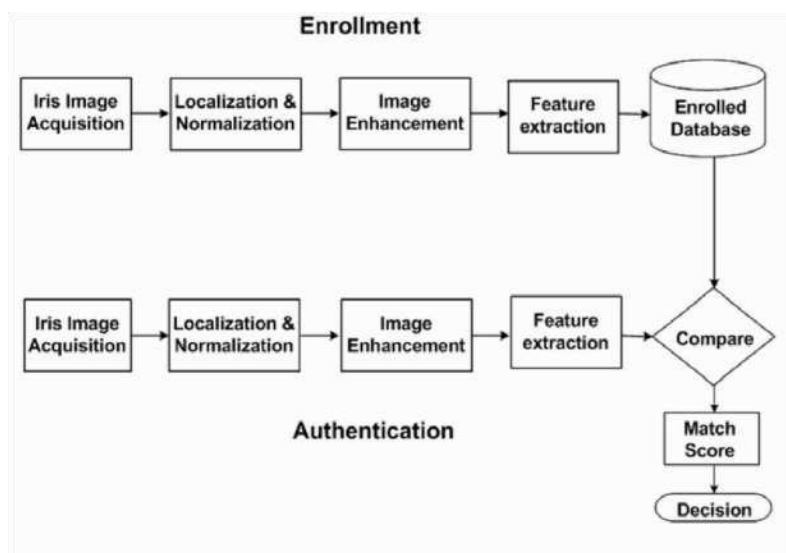 Enrollment
Iris Image
Acquisition
Localization &
Normalization
Image
Enhancement
Feature
extraction
Enrolled
Database
Iris Image
Acquisition
Localization &
Normalization
Image
Enhancement
Feature
extraction
Compare
Authentication
Match
Score
Decision